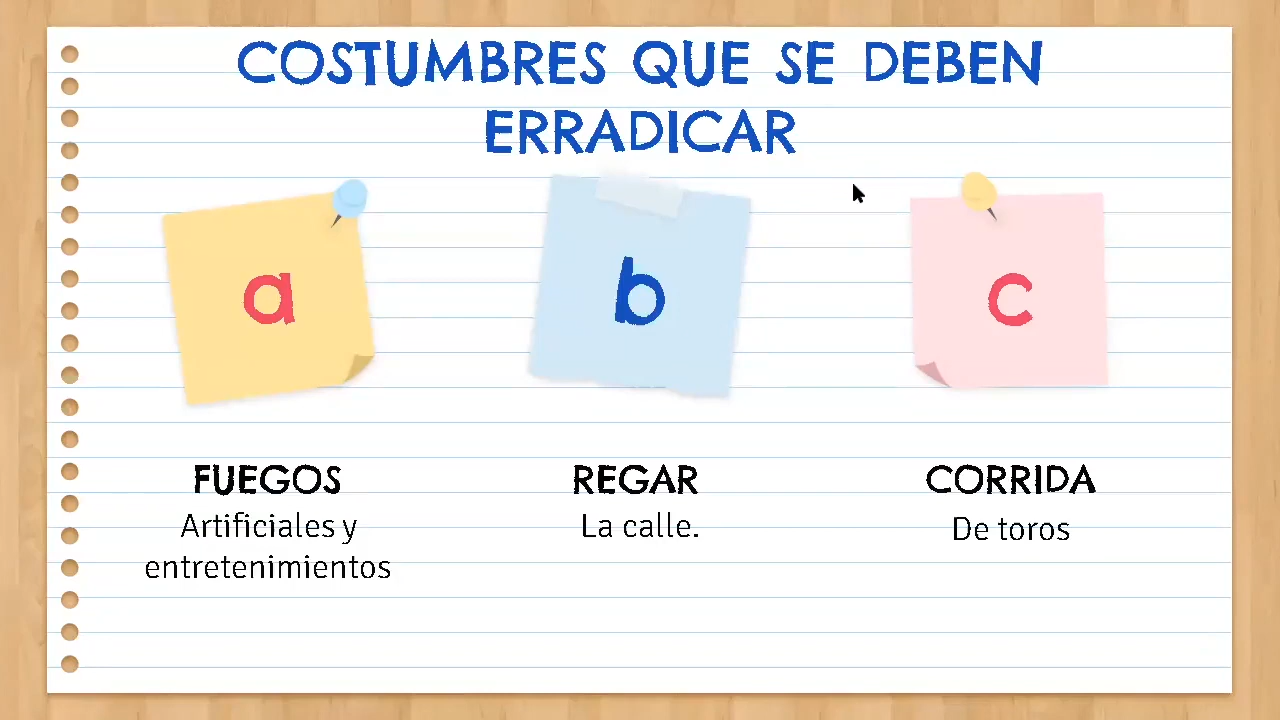 COSTUMBRES QUE SE DEBEN
ERRADICAR
a
b
c
FUEGOS
Artificiales y
entretenimientos
REGAR
La calle.
CORRIDA
De toros